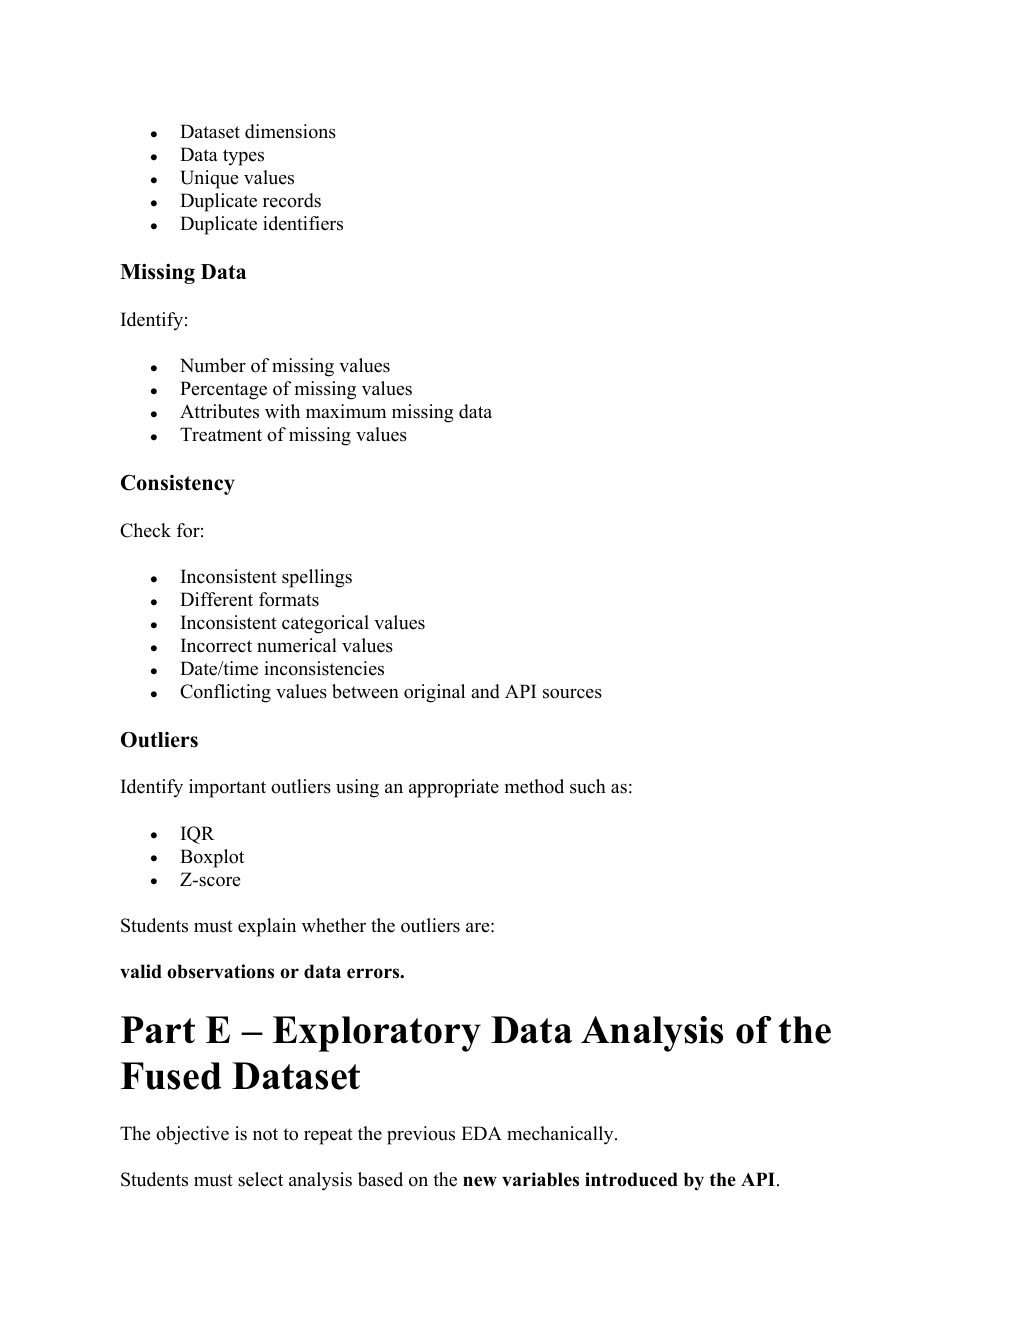 • Dataset dimensions
• Data types
• Unique values
• Duplicate records
• Duplicate identifiers
Missing Data
Identify:
• Number of missing values
• Percentage of missing values
• Attributes with maximum missing data
• Treatment of missing values
Consistency
Check for:
• Inconsistent spellings
• Different formats
• Inconsistent categorical values
• Incorrect numerical values
• Date/time inconsistencies
• Conflicting values between original and API sources
Outliers
Identify important outliers using an appropriate method such as:
• IQR
• Boxplot
• Z-score
Students must explain whether the outliers are:
valid observations or data errors.
Part E – Exploratory Data Analysis of the
Fused Dataset
The objective is not to repeat the previous EDA mechanically.
Students must select analysis based on the new variables introduced by the API.